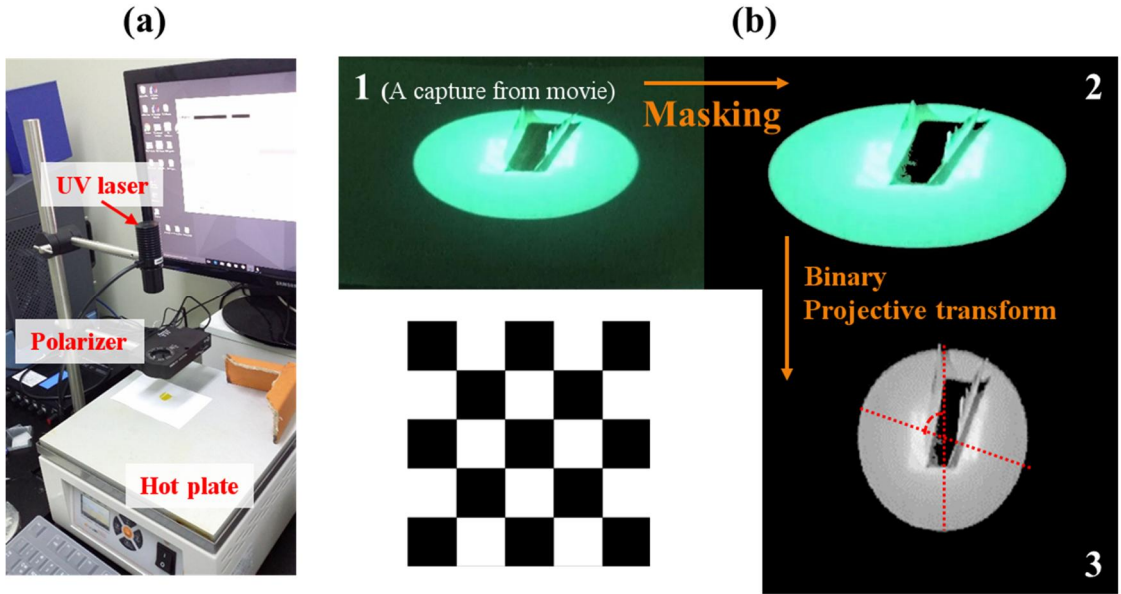 (a)
(b)
UV laser
Polarizer
Hot plate
1 (A capture from movie)
Masking
2
Binary
Projective transform
3